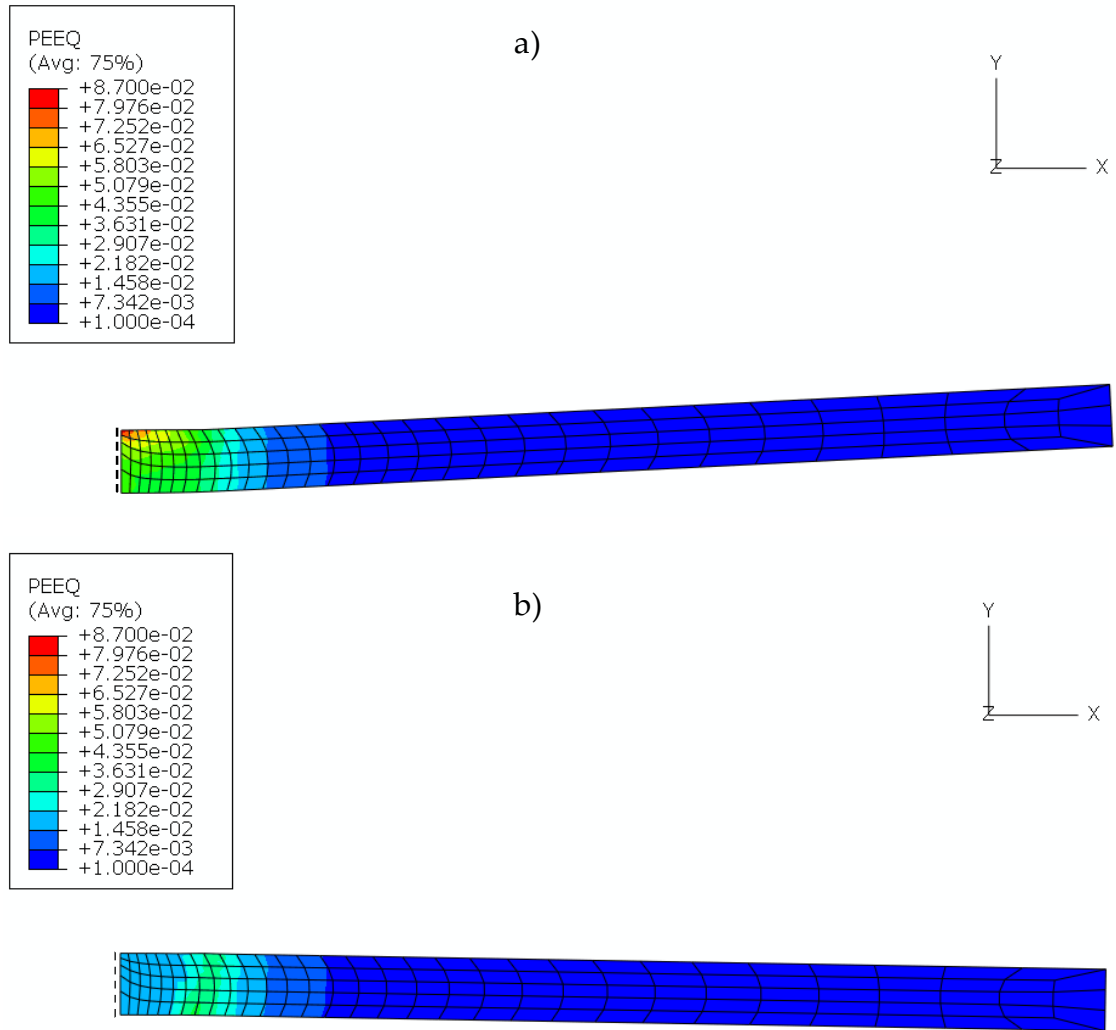 a)
PEEQ
(Avg: 75%)
+8.700e-02
+7.976e-02
+7.252e-02
+6.527e-02
+5.803e-02
+5.079e-02
+4.355e-02
+3.631e-02
+2.907e-02
+2.182e-02
+1.458e-02
+7.342e-03
+1.000e-04
Y
Z
X
b)
PEEQ
(Avg: 75%)
+8.700e-02
+7.976e-02
+7.252e-02
+6.527e-02
+5.803e-02
+5.079e-02
+4.355e-02
+3.631e-02
+2.907e-02
+2.182e-02
+1.458e-02
+7.342e-03
+1.000e-04
Y
Z
X